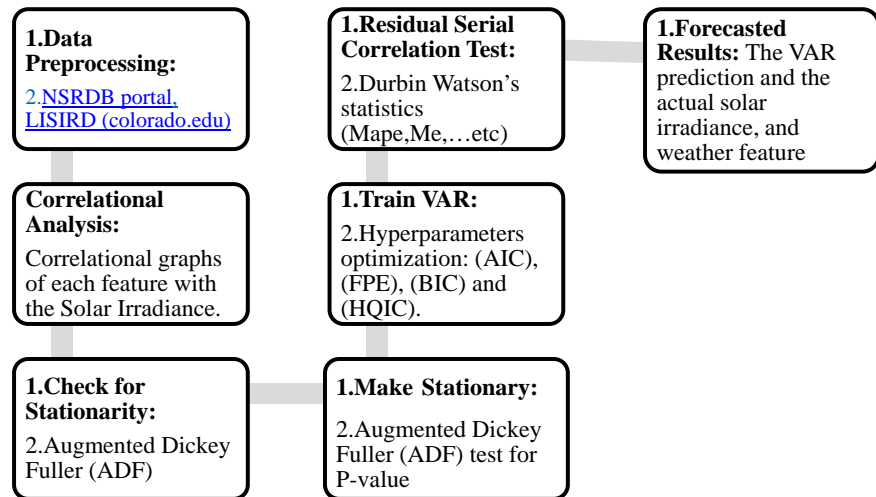 1.Data
Preprocessing:
2.NSRDB portal,
LISIRD (colorado.edu)
Correlational
Analysis:
Correlational graphs
of each feature with
the Solar Irradiance.
1.Check for
Stationarity:
2.Augmented Dickey
Fuller (ADF)
1.Make Stationary:
2.Augmented Dickey
Fuller (ADF) test for
P-value
1.Train VAR:
2.Hyperparameters
optimization: (AIC),
(FPE), (BIC) and
(HQIC).
1.Residual Serial
Correlation Test:
2.Durbin Watson’s
statistics
(Mape,Me,…etc)
1.Forecasted
Results: The VAR
prediction and the
actual solar
irradiance, and
weather feature